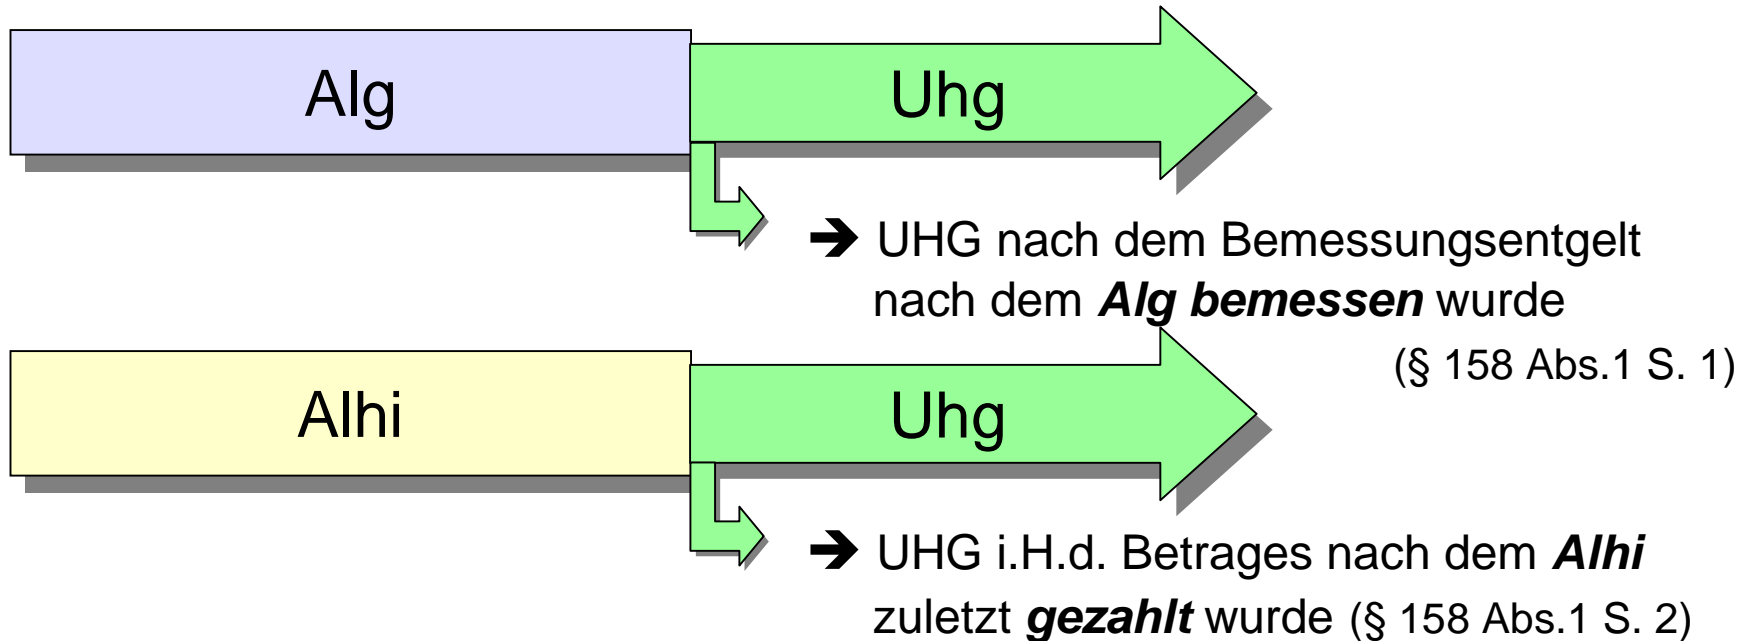 Alg
Uhg
➔ UHG nach dem Bemessungsentgelt
nach dem Alg bemessen wurde
(§ 158 Abs.1 S. 1)
Alhi
Uhg
➔ UHG i.H.d. Betrages nach dem Alhi
zuletzt gezahlt wurde (§ 158 Abs.1 S. 2)